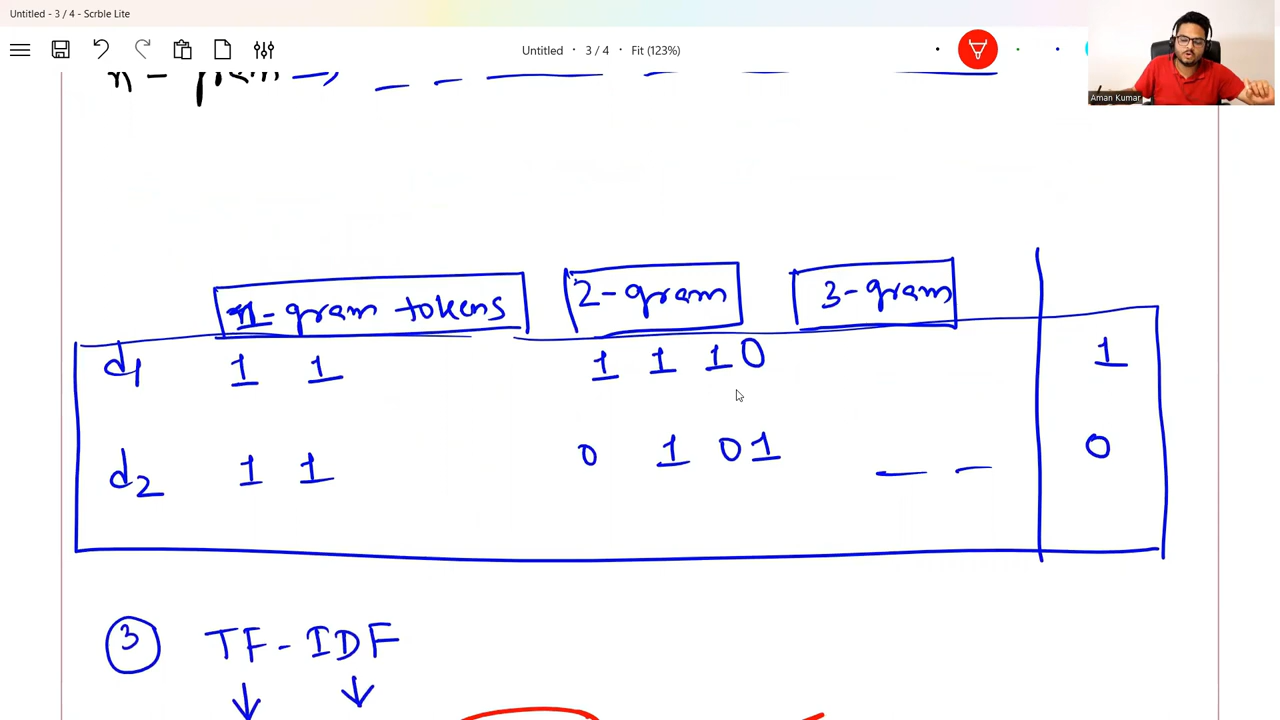 Untitled - 3 / 4 - Scrble Lite
Untitled • 3 / 4 • Fit (123%)
Aman Kumar
n - gram →
n-gram tokens 2-gram 3-gram
d1 1 1 1 1 1 0 1
d2 1 1 0 1 0 1 0
3 TF - IDF